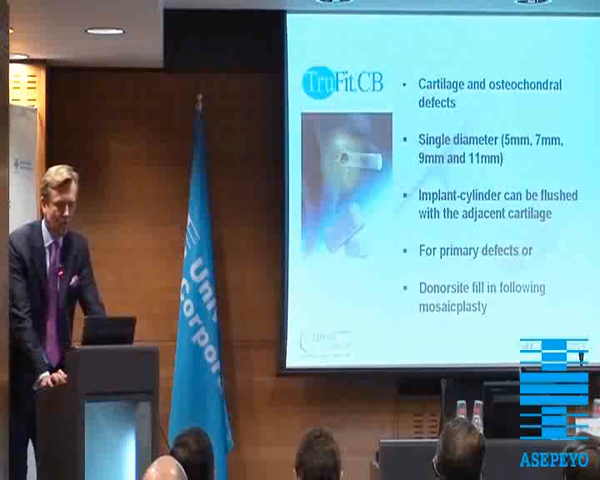 TruFit.CB
• Cartilage and osteochondral
defects
• Single diameter (5mm, 7mm,
9mm and 11mm)
• Implant-cylinder can be flushed
with the adjacent cartilage
• For primary defects or
• Donorsite fill in following
mosaicplasty
ASEPEYO